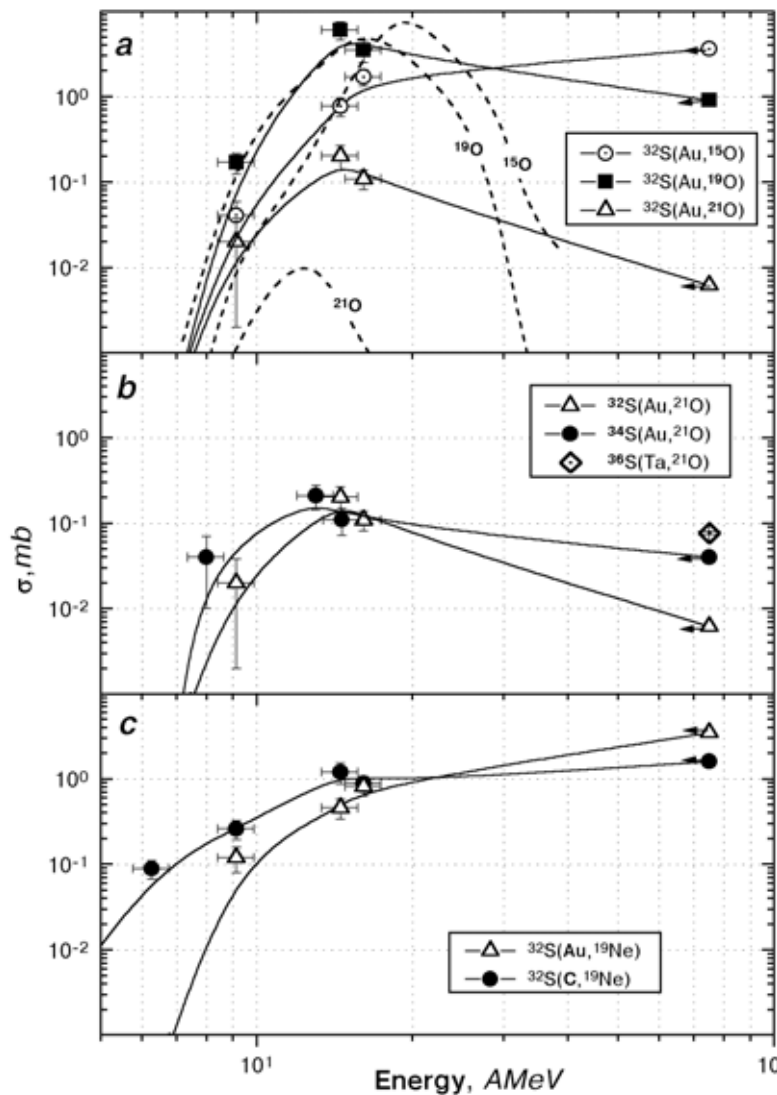 a
10⁰
10⁻¹
10⁻²
¹⁹O
¹⁵O
²¹O
³²S(Au,¹⁵O)
³²S(Au,¹⁹O)
³²S(Au,²¹O)
b
10⁰
10⁻¹
10⁻²
³²S(Au,²¹O)
³⁴S(Au,²¹O)
³⁶S(Ta,²¹O)
σ, mb
c
10⁰
10⁻¹
10⁻²
³²S(Au,¹⁹Ne)
³²S(C,¹⁹Ne)
10¹
10
Energy, AMeV